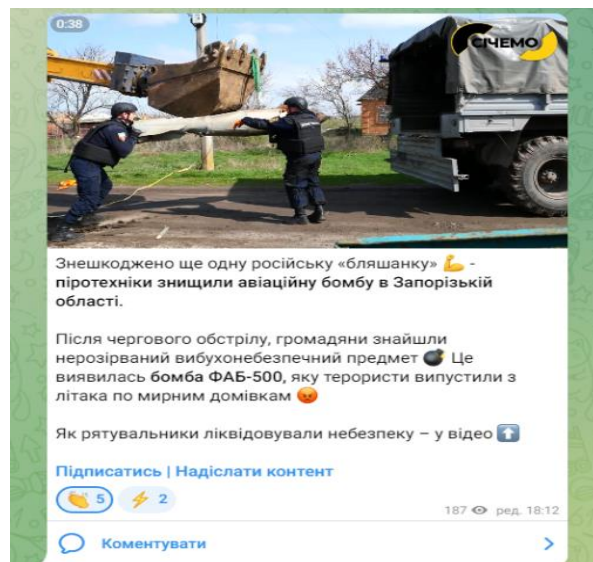 0:38
СІЧЕМО
Знешкоджено ще одну російську «бляшанку» 💪 -
піротехніки знищили авіаційну бомбу в Запорізькій
області.
Після чергового обстрілу, громадяни знайшли
нерозірваний вибухонебезпечний предмет 💣 Це
виявилась бомба ФАБ-500, яку терористи випустили з
літака по мирним домівкам 😡
Як рятувальники ліквідовували небезпеку – у відео ⬆️
Підписатись | Надіслати контент
👏 5 ⚡ 2
187 ред. 18:12
Коментувати